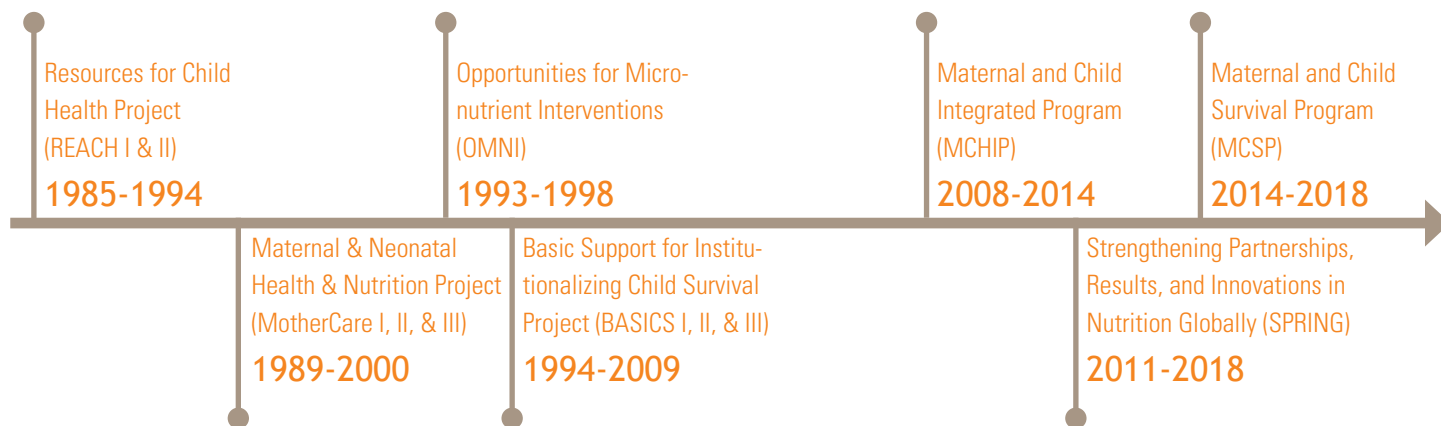 Resources for Child
Health Project
(REACH I & II)
1985-1994
Opportunities for Micro-
nutrient Interventions
(OMNI)
1993-1998
Maternal and Child
Integrated Program
(MCHIP)
2008-2014
Maternal and Child
Survival Program
(MCSP)
2014-2018
Maternal & Neonatal
Health & Nutrition Project
(MotherCare I, II, & III)
1989-2000
Basic Support for Institu-
tionalizing Child Survival
Project (BASICS I, II, & III)
1994-2009
Strengthening Partnerships,
Results, and Innovations in
Nutrition Globally (SPRING)
2011-2018